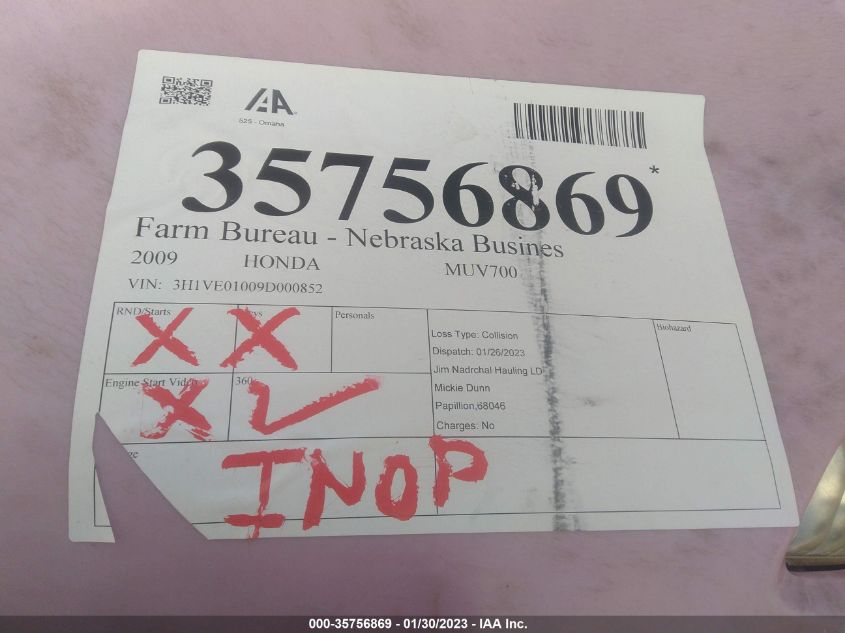 IAA
525 - Omaha
35756869*
Farm Bureau - Nebraska Busines
2009 HONDA MUV700
VIN: 3H1VE01009D000852
RND/Starts Personals Biohazard
X X
Loss Type: Collision
Dispatch: 01/26/2023
Jim Nadrchal Hauling LD
Mickie Dunn
Papillion,68046
Charges: No
Engine Start Video 360
X ✓
INOP
000-35756869 - 01/30/2023 - IAA Inc.